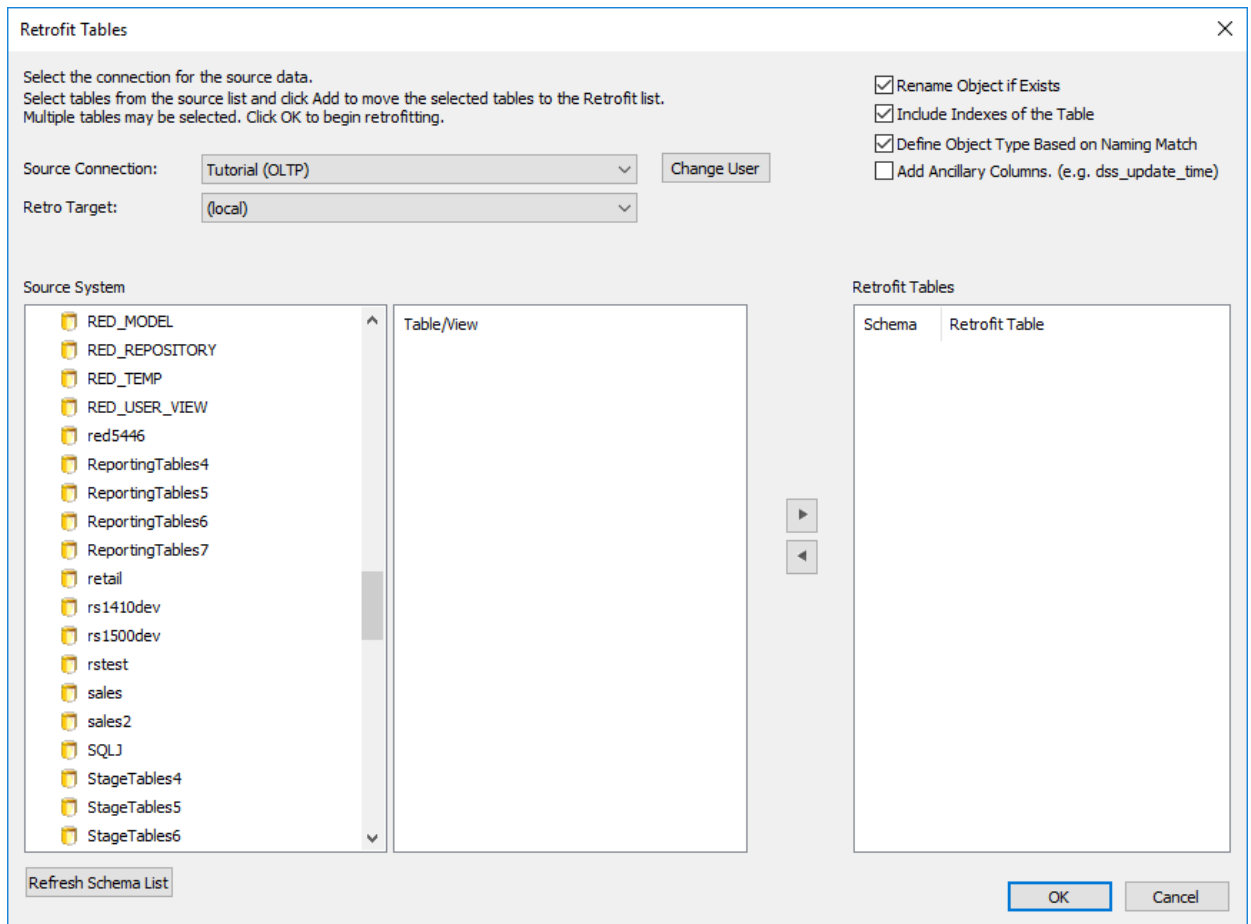 Retrofit Tables
Select the connection for the source data.
Select tables from the source list and click Add to move the selected tables to the Retrofit list.
Multiple tables may be selected. Click OK to begin retrofitting.
Rename Object if Exists
Include Indexes of the Table
Define Object Type Based on Naming Match
Add Ancillary Columns. (e.g. dss_update_time)
Source Connection:
Tutorial (OLTP)
Change User
Retro Target:
(local)
Source System
RED_MODEL
RED_REPOSITORY
RED_TEMP
RED_USER_VIEW
red5446
ReportingTables4
ReportingTables5
ReportingTables6
ReportingTables7
retail
rs1410dev
rs1500dev
rstest
sales
sales2
SQLJ
StageTables4
StageTables5
StageTables6
Table/View
Retrofit Tables
Schema
Retrofit Table
Refresh Schema List
OK
Cancel